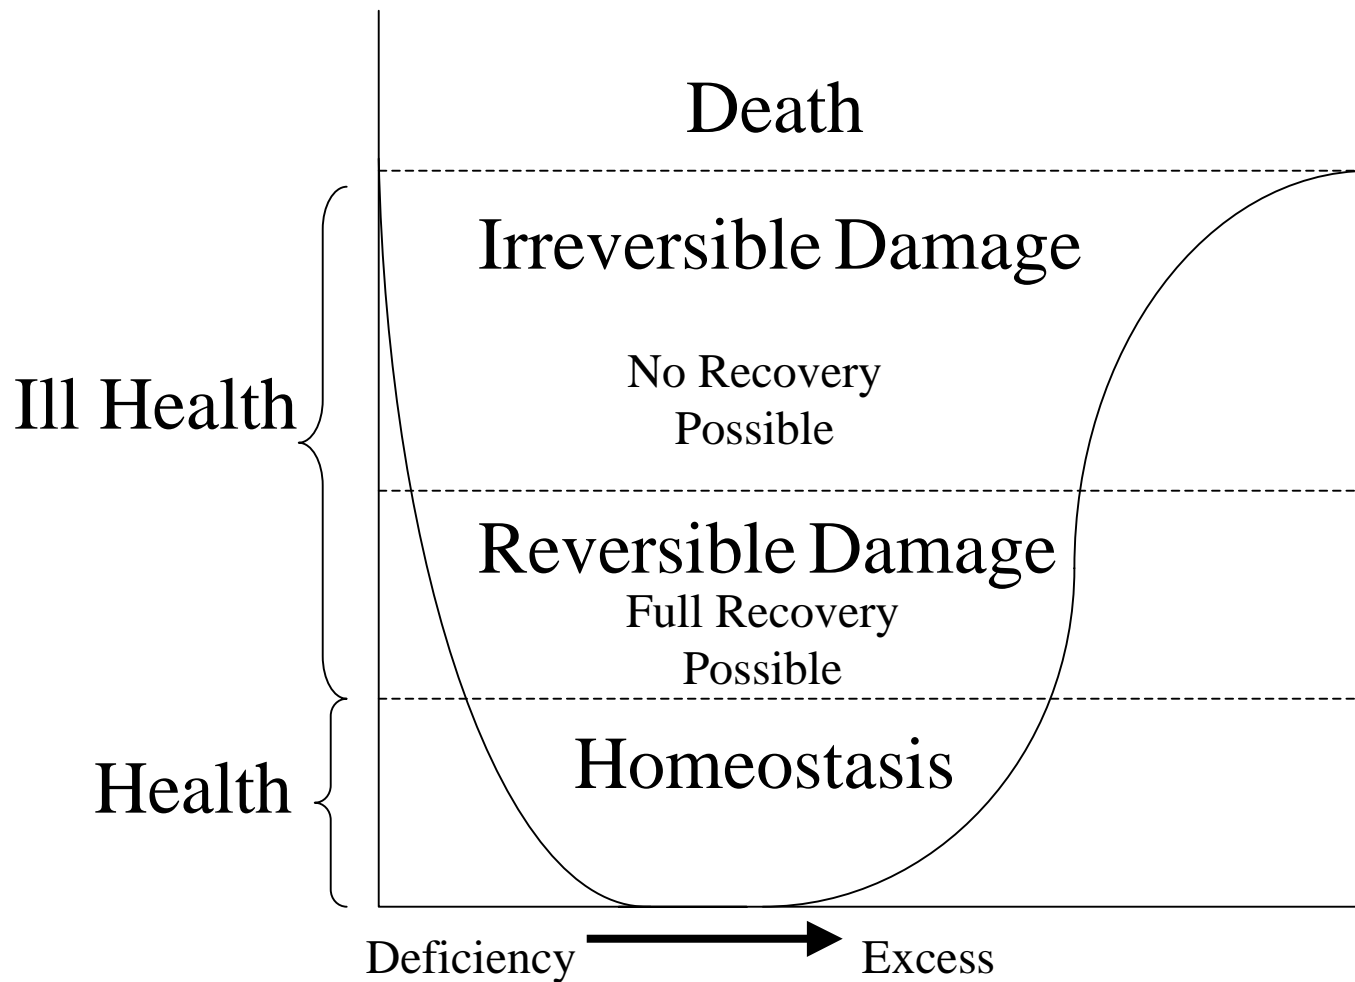 Death
Irreversible Damage
No Recovery
Possible
Ill Health
Reversible Damage
Full Recovery
Possible
Homeostasis
Health
Deficiency
Excess